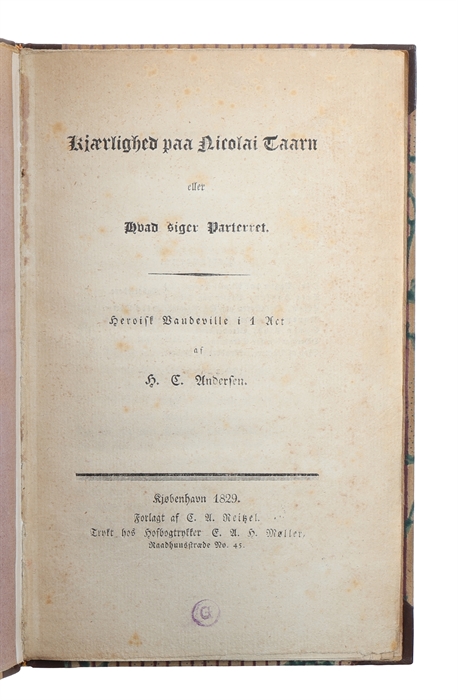 Kjærlighed paa Nicolai Taarn
eller
Hvad siger Parterret.
Heroisk Vaudeville i 1 Act
af
H. C. Andersen.
Kjøbenhavn 1829.
Forlagt af C. A. Reitzel.
Trykt hos Hofbogtrykker E. A. H. Møller,
Raadhuusstræde No. 45.
G